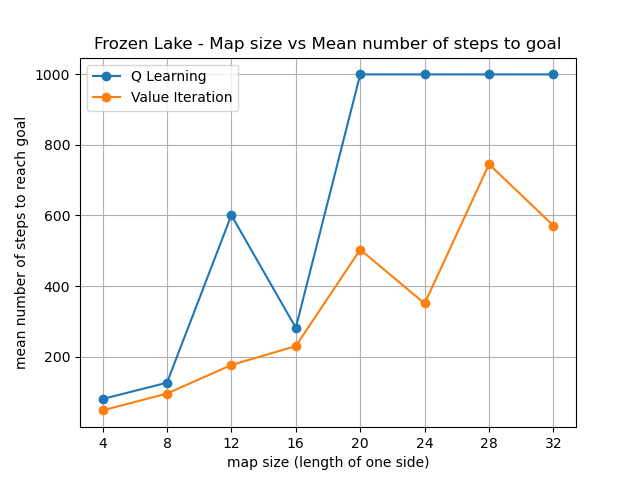 Frozen Lake - Map size vs Mean number of steps to goal
Q Learning
Value Iteration
mean number of steps to reach goal
1000
800
600
400
200
4 8 12 16 20 24 28 32
map size (length of one side)